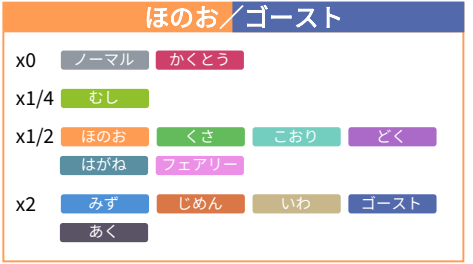 ほのお／ゴースト
x0 ノーマル かくとう
x1/4 むし
x1/2 ほのお くさ こおり どく
はがね フェアリー
x2 みず じめん いわ ゴースト
あく